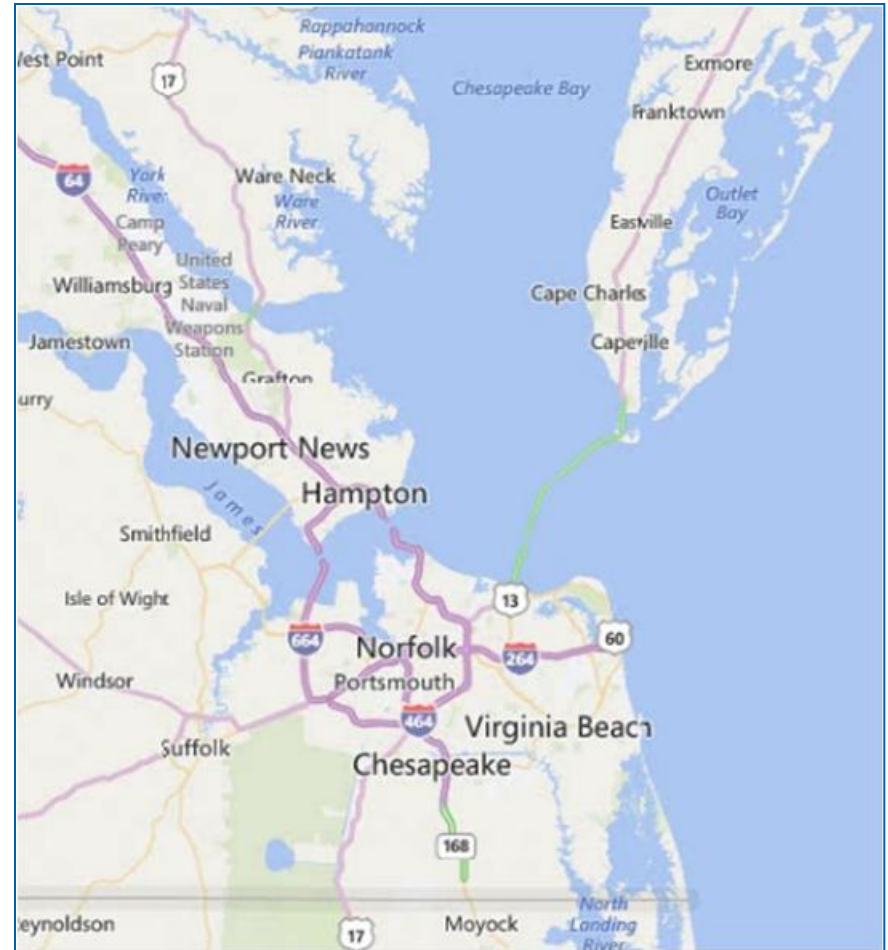 Rappahannock
Piankatank
River
est Point
17
Chesapeake Bay
Exmore
Franktown
64
York
River
Ware Neck
Ware
River
Outlet
Bay
Camp
Peary
Eastville
United
States
Naval
Weapons
Station
Williamsburg
Cape Charles
Jamestown
Capeville
Grafton
urry
Newport News
Hampton
James
Smithfield
Isle of Wight
13
664
Norfolk
264
60
Windsor
Portsmouth
464
Virginia Beach
Suffolk
Chesapeake
168
eynoldson
17
Moyock
North
Landing
River